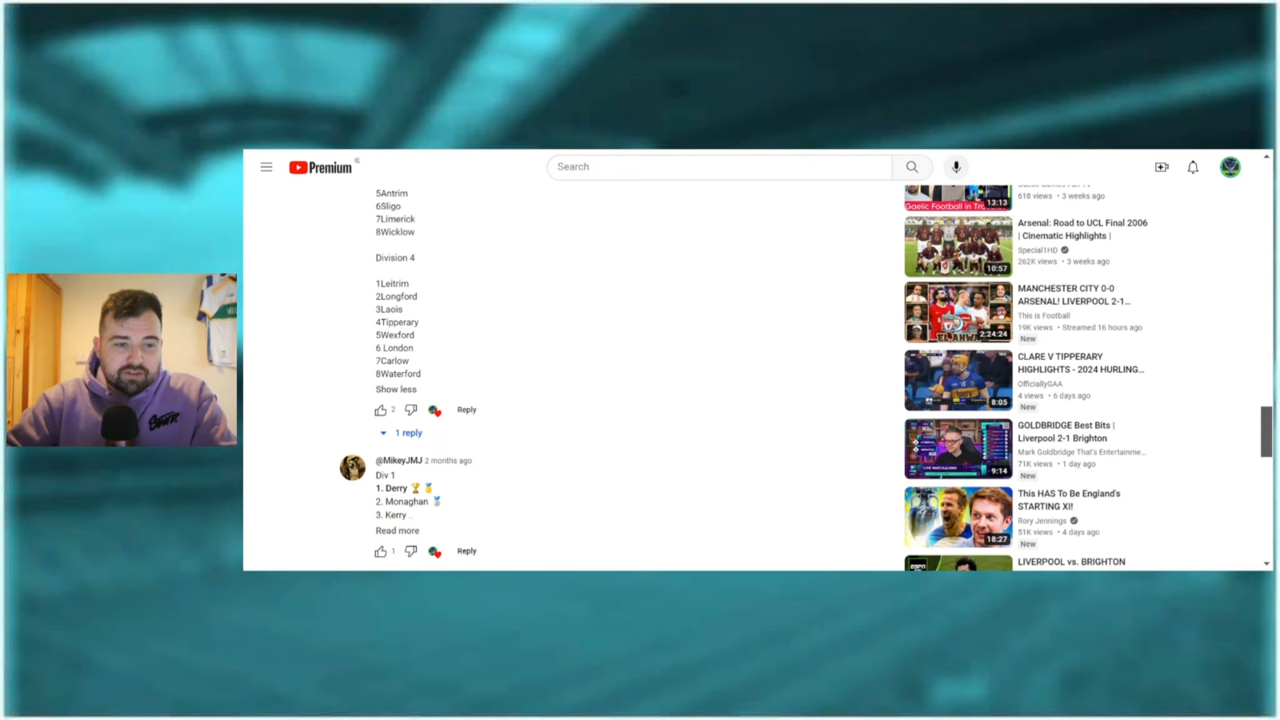 Premium
IE
Search
5Antrim
6Sligo
7Limerick
8Wicklow
Division 4
1Leitrim
2Longford
3Laois
4Tipperary
5Wexford
6 London
7Carlow
8Waterford
Show less
2
Reply
1 reply
@MikeyJMJ 2 months ago
Div 1
1. Derry 🏆 🥇
2. Monaghan 🥈
3. Kerry ..
Read more
1
Reply
Gaelic Football in
13:13
618 views • 3 weeks ago
Arsenal: Road to UCL Final 2006
| Cinematic Highlights |
Special1HD
262K views • 3 weeks ago
10:57
MANCHESTER CITY 0-0
ARSENAL! LIVERPOOL 2-1...
This is Football
19K views • Streamed 16 hours ago
New
2:24:24
CLARE V TIPPERARY
HIGHLIGHTS - 2024 HURLING...
OfficiallyGAA
4 views • 6 days ago
New
8:05
GOLDBRIDGE Best Bits |
Liverpool 2-1 Brighton
Mark Goldbridge That's Entertainme...
71K views • 1 day ago
New
9:14
This HAS To Be England's
STARTING XI!
Rory Jennings
51K views • 4 days ago
New
18:27
LIVERPOOL vs. BRIGHTON
ESPN